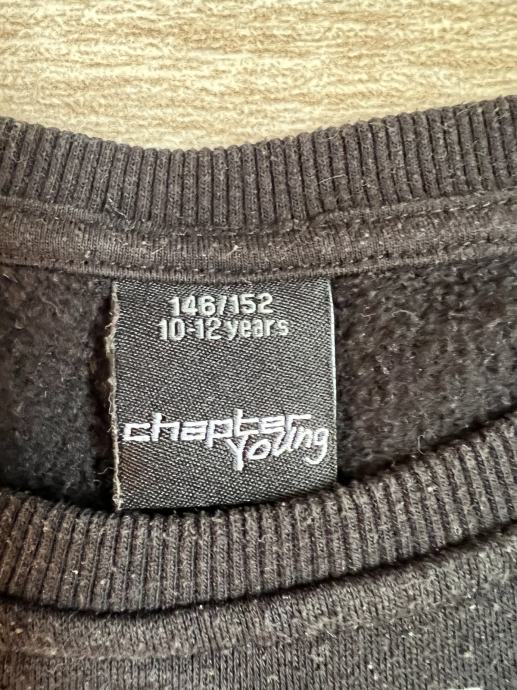 146/152
10-12 years
chapter
Young